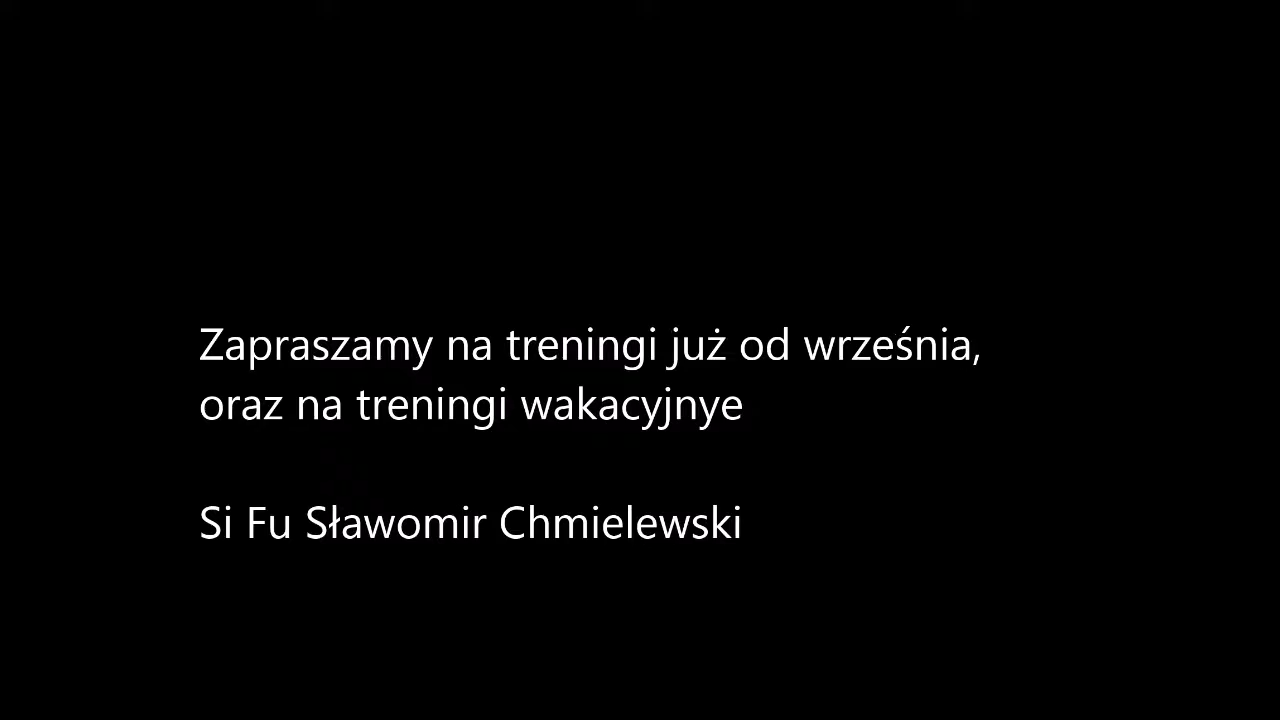 Zapraszamy na treningi już od września,
oraz na treningi wakacyjnye
Si Fu Sławomir Chmielewski